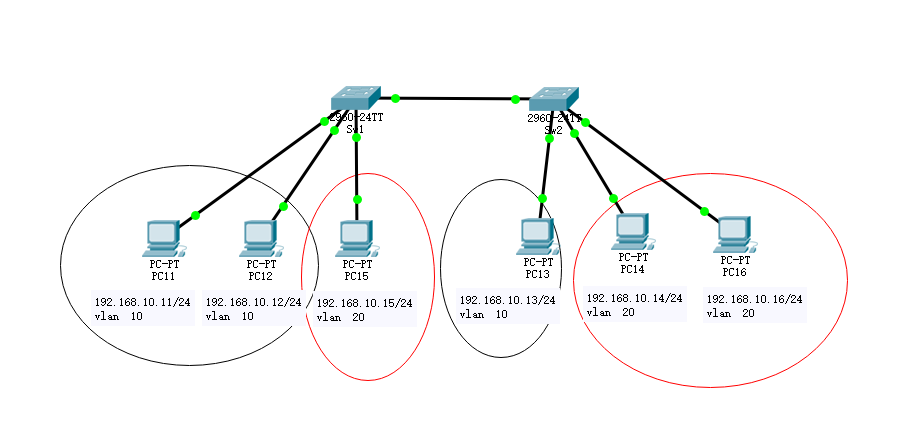 2960-24TT
Sw1
2960-24TT
Sw2
PC-PT
PC11
PC-PT
PC12
PC-PT
PC15
PC-PT
PC13
PC-PT
PC14
PC-PT
PC16
192.168.10.11/24
vlan 10
192.168.10.12/24
vlan 10
192.168.10.15/24
vlan 20
192.168.10.13/24
vlan 10
192.168.10.14/24
vlan 20
192.168.10.16/24
vlan 20